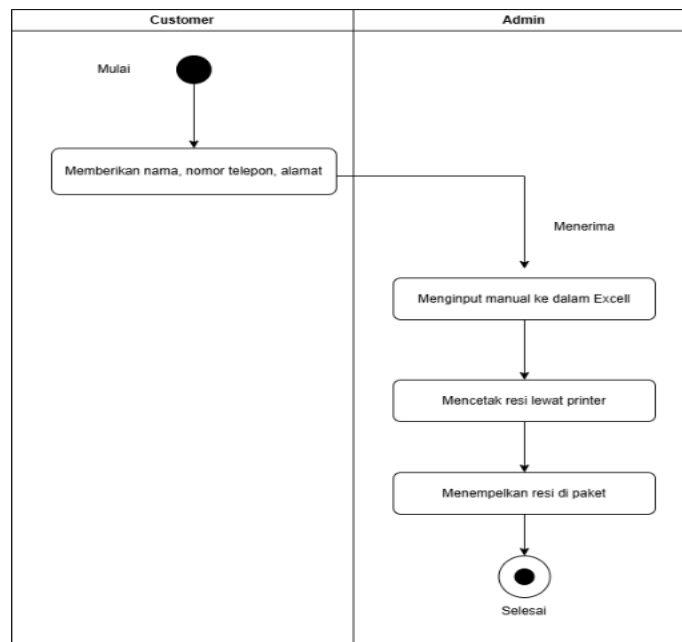 Customer
Admin
Mulai
Memberikan nama, nomor telepon, alamat
Menerima
Menginput manual ke dalam Excell
Mencetak resi lewat printer
Menempelkan resi di paket
Selesai